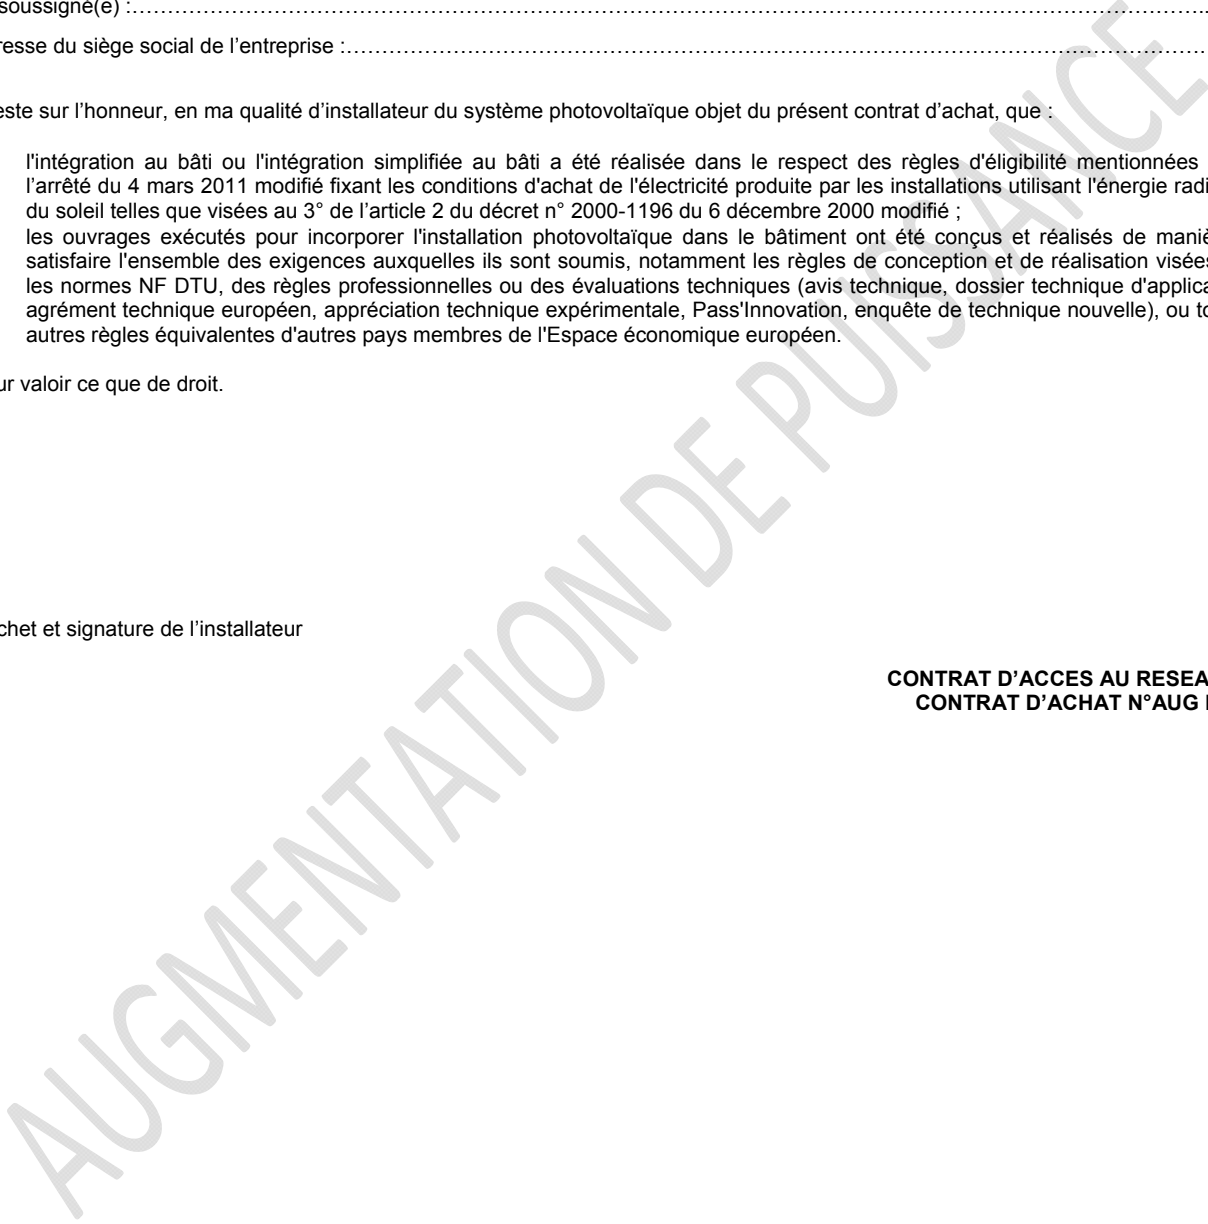 soussigné(e) :……………………………………………………………………………………………………………………………………..
resse du siège social de l’entreprise :…………………………………………………………………………………………………………….
este sur l’honneur, en ma qualité d’installateur du système photovoltaïque objet du présent contrat d’achat, que :
l'intégration au bâti ou l'intégration simplifiée au bâti a été réalisée dans le respect des règles d'éligibilité mentionnées
l’arrêté du 4 mars 2011 modifié fixant les conditions d'achat de l'électricité produite par les installations utilisant l'énergie radi
du soleil telles que visées au 3° de l’article 2 du décret n° 2000-1196 du 6 décembre 2000 modifié ;
les ouvrages exécutés pour incorporer l'installation photovoltaïque dans le bâtiment ont été conçus et réalisés de maniè
satisfaire l'ensemble des exigences auxquelles ils sont soumis, notamment les règles de conception et de réalisation visées
les normes NF DTU, des règles professionnelles ou des évaluations techniques (avis technique, dossier technique d'applica
agrément technique européen, appréciation technique expérimentale, Pass'Innovation, enquête de technique nouvelle), ou to
autres règles équivalentes d'autres pays membres de l'Espace économique européen.
ur valoir ce que de droit.
chet et signature de l’installateur
CONTRAT D’ACCES AU RESEA
CONTRAT D’ACHAT N°AUG
AUGMENTATION DE PUISSANCE